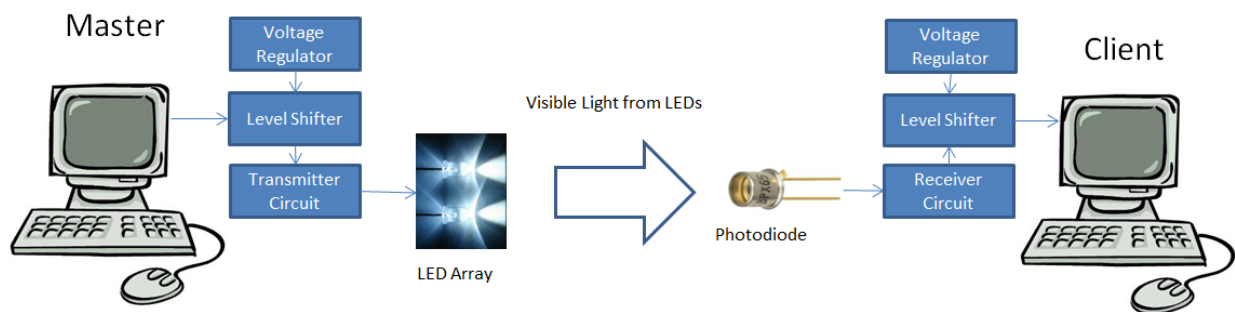 Master
Voltage
Regulator
Level Shifter
Transmitter
Circuit
LED Array
Visible Light from LEDs
BPX65
Photodiode
Voltage
Regulator
Level Shifter
Receiver
Circuit
Client